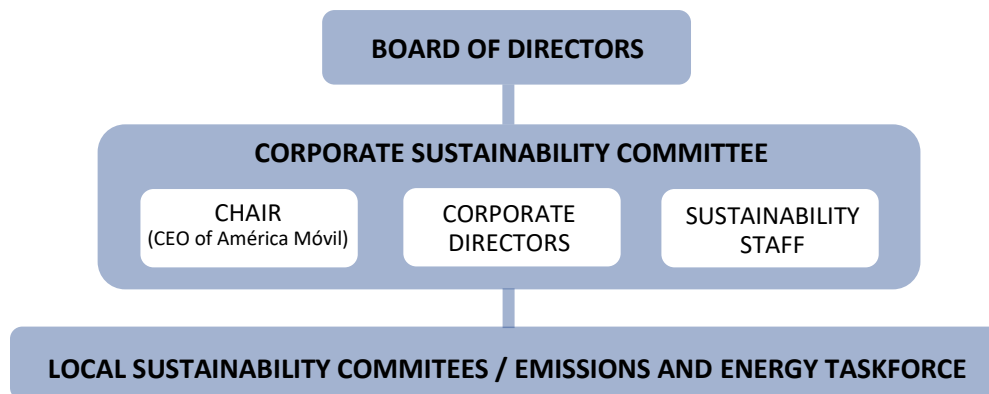 BOARD OF DIRECTORS
CORPORATE SUSTAINABILITY COMMITTEE
CHAIR
(CEO of América Móvil)
CORPORATE
DIRECTORS
SUSTAINABILITY
STAFF
LOCAL SUSTAINABILITY COMMITEES / EMISSIONS AND ENERGY TASKFORCE